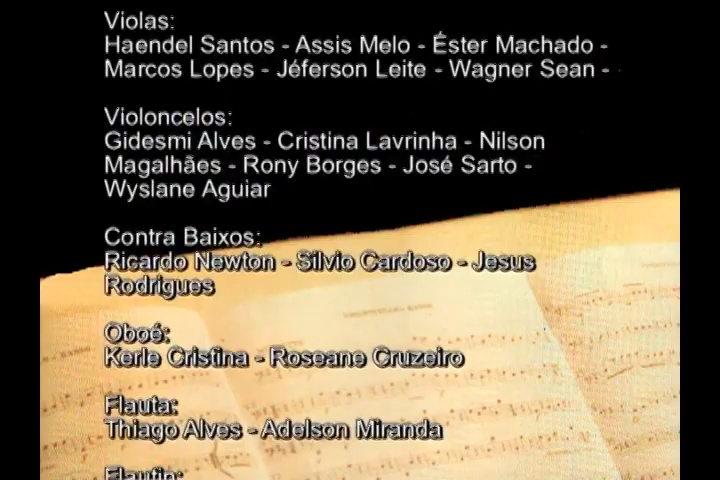 Violas:
Haendel Santos - Assis Melo - Éster Machado -
Marcos Lopes - Jéferson Leite - Wagner Sean -
Violoncelos:
Gidesmi Alves - Cristina Lavrinha - Nilson
Magalhães - Rony Borges - José Sarto -
Wyslane Aguiar
Contra Baixos:
Ricardo Newton - Silvio Cardoso - Jesus
Rodrigues
Oboé:
Kerle Cristina - Roseane Cruzeiro
Flauta:
Thiago Alves - Adelson Miranda
Flautin: